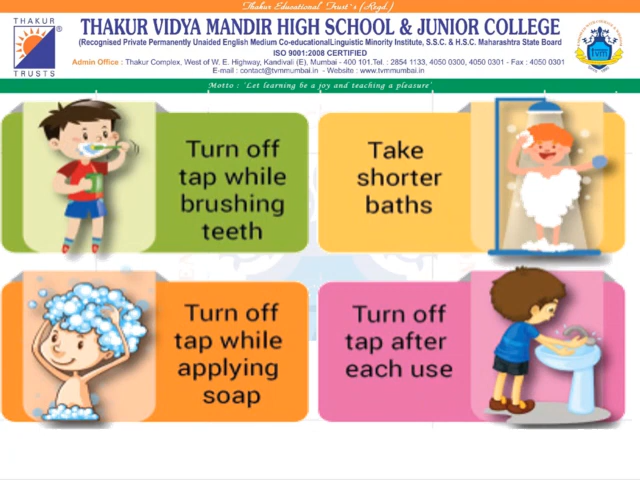 Thakur Educational Trust's (Regd.)
THAKUR
TRUSTS
THAKUR VIDYA MANDIR HIGH SCHOOL & JUNIOR COLLEGE
(Recognised Private Permanently Unaided English Medium Co-educationalLinguistic Minority Institute, S.S.C. & H.S.C. Maharashtra State Board
ISO 9001:2008 CERTIFIED
Admin Office : Thakur Complex, West of W. E. Highway, Kandivali (E), Mumbai - 400 101.Tel. : 2854 1133, 4050 0300, 4050 0301 - Fax : 4050 0301
E-mail : contact@tvmmumbai.in - Website : www.tvmmumbai.in
Motto : 'Let learning be a joy and teaching a pleasure'
Turn off
tap while
brushing
teeth
Take
shorter
baths
Turn off
tap while
applying
soap
Turn off
tap after
each use